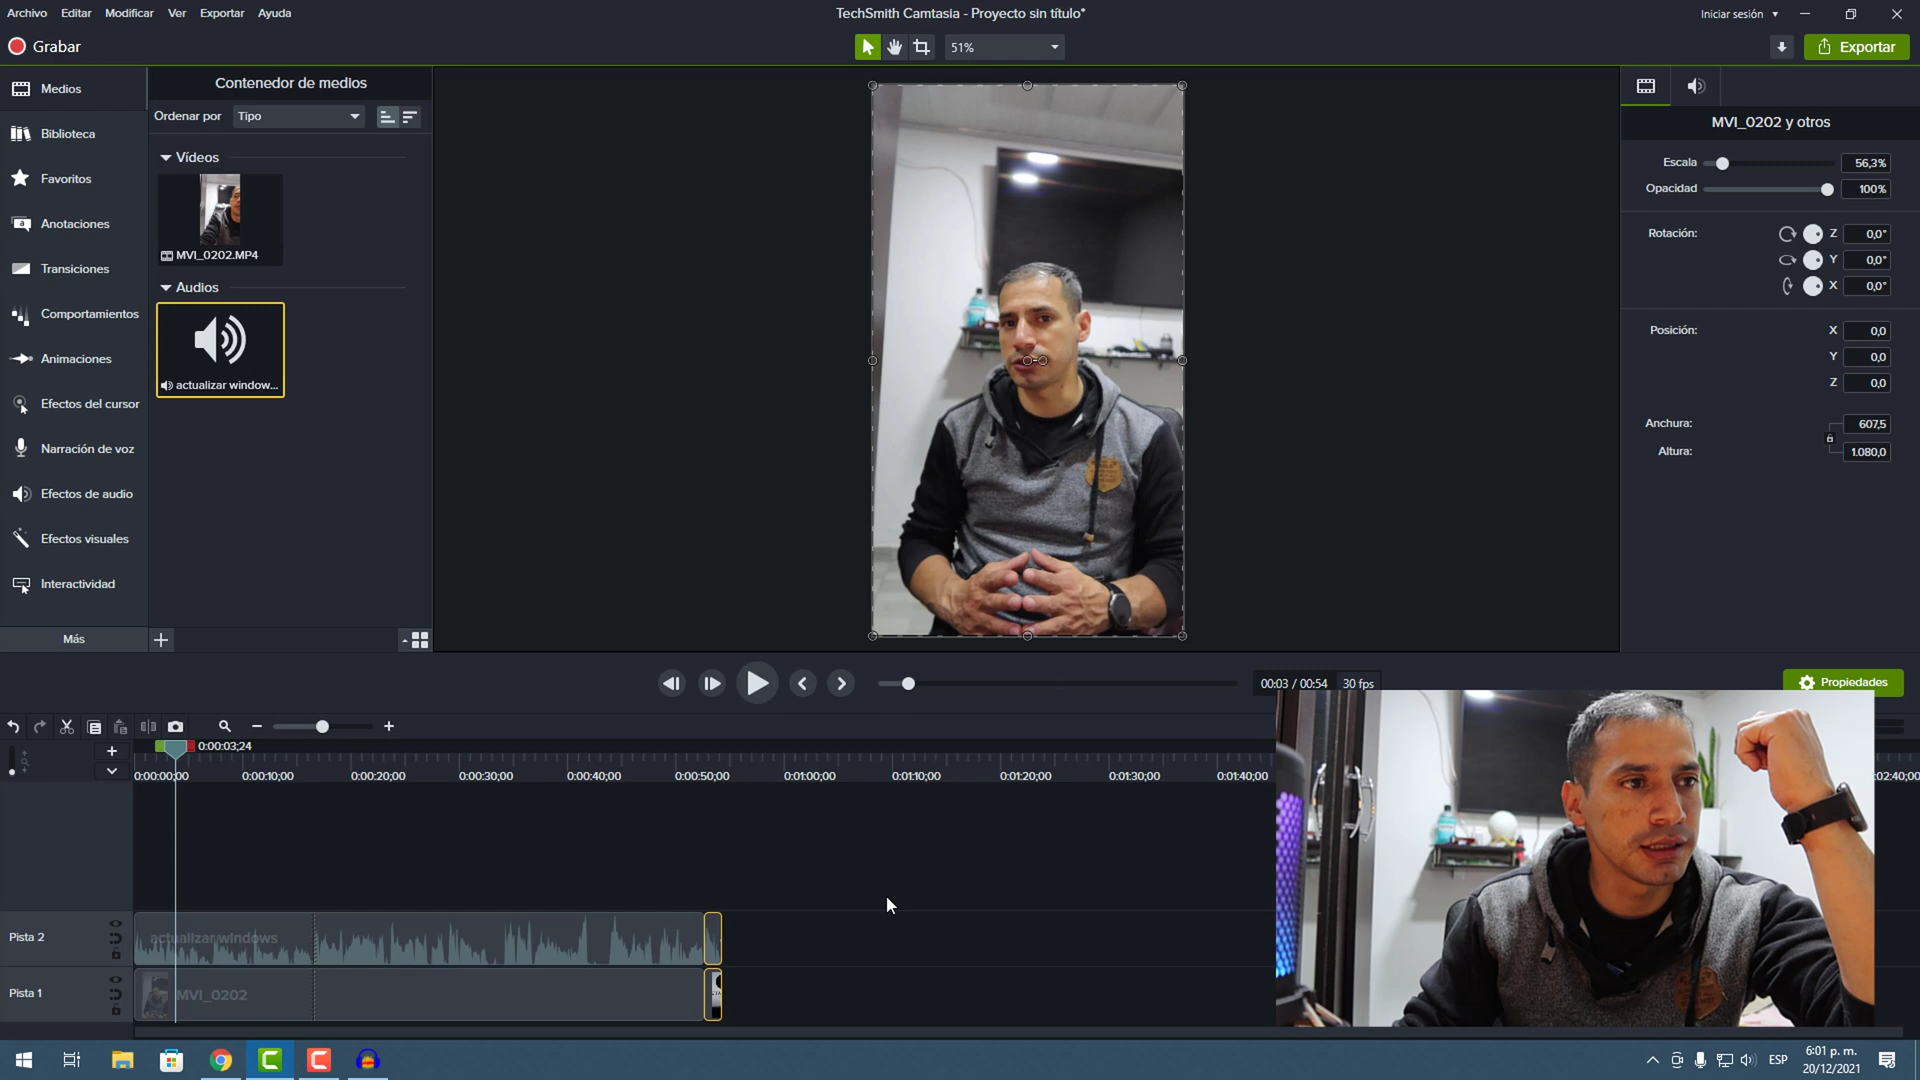 Archivo Editar Modificar Ver Exportar Ayuda
TechSmith Camtasia - Proyecto sin título*
Iniciar sesión
Grabar
51%
Exportar
Medios
Biblioteca
Favoritos
Anotaciones
Transiciones
Comportamientos
Animaciones
Efectos del cursor
Narración de voz
Efectos de audio
Efectos visuales
Interactividad
Más
Contenedor de medios
Ordenar por Tipo
Vídeos
MVI_0202.MP4
Audios
actualizar window...
MVI_0202 y otros
Escala 56,3%
Opacidad 100%
Rotación: Z 0,0°
Y 0,0°
X 0,0°
Posición: X 0,0
Y 0,0
Z 0,0
Anchura: 607,5
Altura: 1.080,0
00:03 / 00:54 30 fps
Propiedades
0:00:03;24
0:00:00;00 0:00:10;00 0:00:20;00 0:00:30;00 0:00:40;00 0:00:50;00 0:01:00;00 0:01:10;00 0:01:20;00 0:01:30;00 0:01:40;00 :02:40;00
Pista 2
actualizar windows
Pista 1
MVI_0202
ESP
6:01 p. m.
20/12/2021